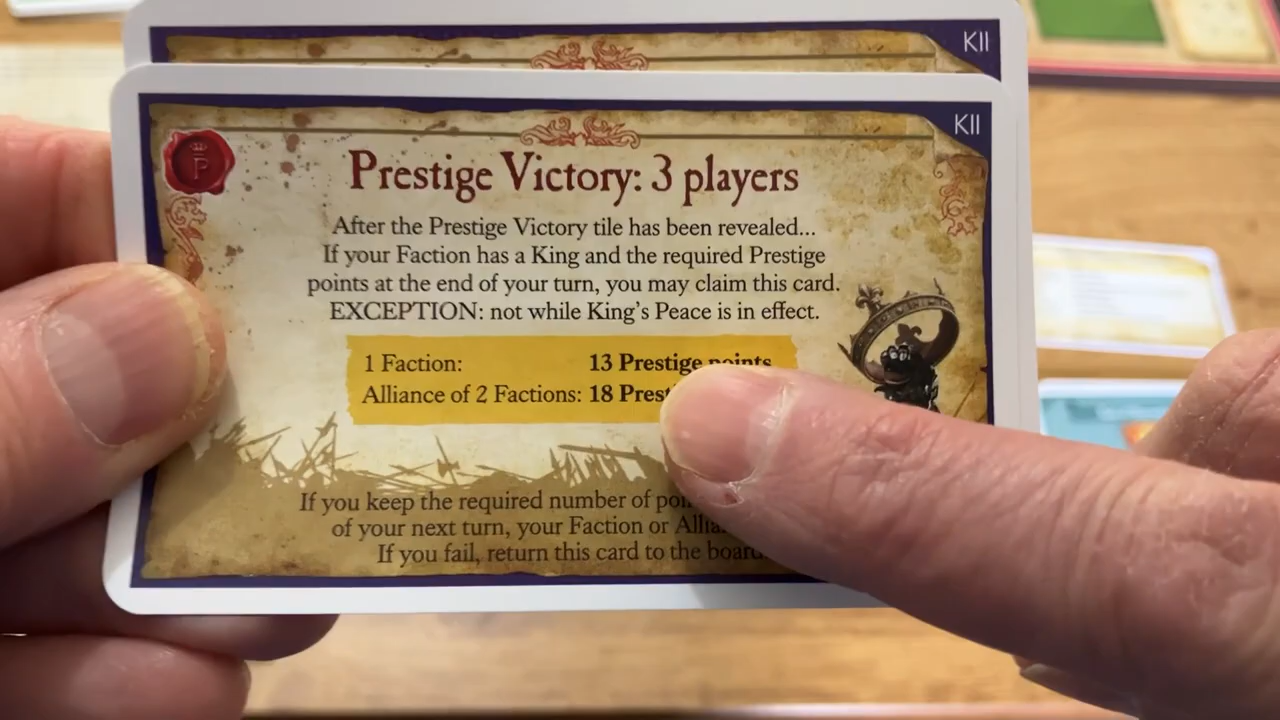 KII
KII
P
Prestige Victory: 3 players
After the Prestige Victory tile has been revealed...
If your Faction has a King and the required Prestige
points at the end of your turn, you may claim this card.
EXCEPTION: not while King's Peace is in effect.
1 Faction: 13 Prestige points
Alliance of 2 Factions: 18
If you keep the required number of
of your next turn, your Faction or
If you fail, return this card to the board.